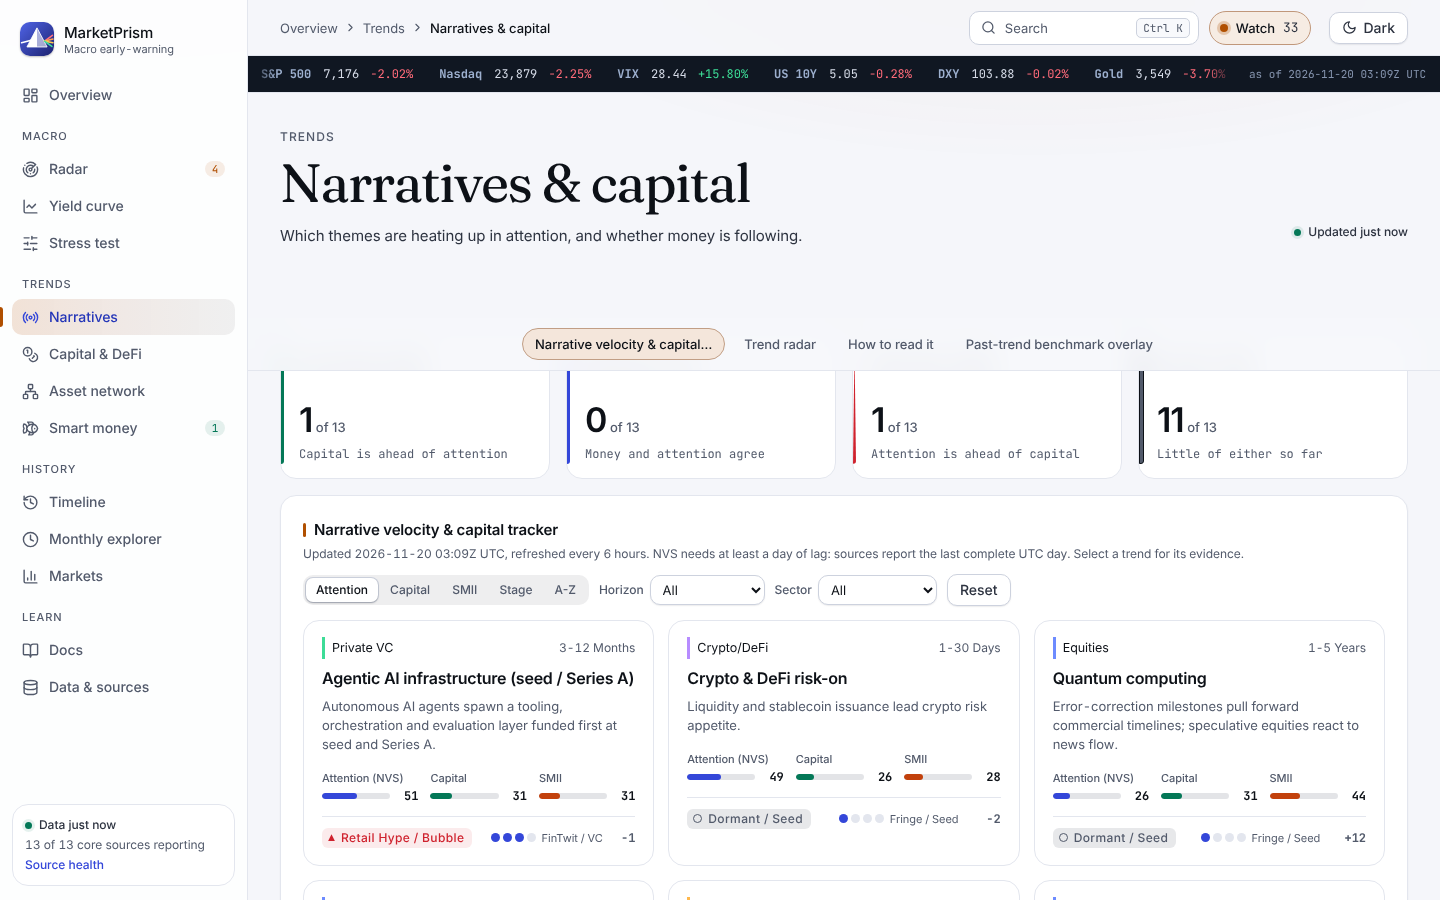 MarketPrism
Macro early-warning
Overview
MACRO
Radar 4
Yield curve
Stress test
TRENDS
Narratives
Capital & DeFi
Asset network
Smart money 1
HISTORY
Timeline
Monthly explorer
Markets
LEARN
Docs
Data & sources
Data just now
13 of 13 core sources reporting
Source health
Overview > Trends > Narratives & capital
Search Ctrl K
Watch 33
Dark
S&P 500 7,176 -2.02% Nasdaq 23,879 -2.25% VIX 28.44 +15.80% US 10Y 5.05 -0.28% DXY 103.88 -0.02% Gold 3,549 -3.70% as of 2026-11-20 03:09Z UTC
TRENDS
Narratives & capital
Which themes are heating up in attention, and whether money is following.
Updated just now
Narrative velocity & capital... Trend radar How to read it Past-trend benchmark overlay
1 of 13
Capital is ahead of attention
0 of 13
Money and attention agree
1 of 13
Attention is ahead of capital
11 of 13
Little of either so far
Narrative velocity & capital tracker
Updated 2026-11-20 03:09Z UTC, refreshed every 6 hours. NVS needs at least a day of lag: sources report the last complete UTC day. Select a trend for its evidence.
Attention Capital SMII Stage A-Z Horizon All Sector All Reset
Private VC 3-12 Months
Agentic AI infrastructure (seed / Series A)
Autonomous AI agents spawn a tooling,
orchestration and evaluation layer funded first at
seed and Series A.
Attention (NVS) Capital SMII
51 31 31
Retail Hype / Bubble FinTwit / VC -1
Crypto/DeFi 1-30 Days
Crypto & DeFi risk-on
Liquidity and stablecoin issuance lead crypto risk
appetite.
Attention (NVS) Capital SMII
49 26 28
Dormant / Seed Fringe / Seed -2
Equities 1-5 Years
Quantum computing
Error-correction milestones pull forward
commercial timelines; speculative equities react to
news flow.
Attention (NVS) Capital SMII
26 31 44
Dormant / Seed Fringe / Seed +12